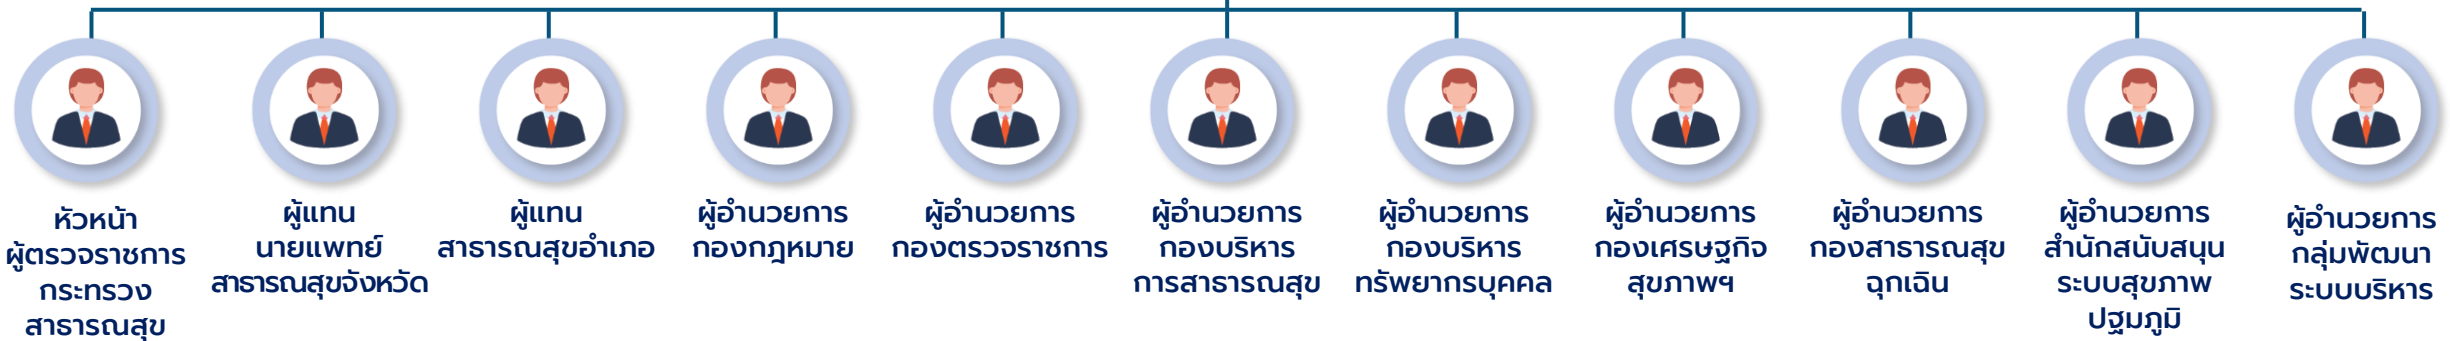 หัวหน้า
ผู้ตรวจราชการ
กระทรวง
สาธารณสุข
ผู้แทน
นายแพทย์
สาธารณสุขจังหวัด
ผู้แทน
สาธารณสุขอำเภอ
ผู้อำนวยการ
กองกฎหมาย
ผู้อำนวยการ
กองตรวจราชการ
ผู้อำนวยการ
กองบริหาร
การสาธารณสุข
ผู้อำนวยการ
กองบริหาร
ทรัพยากรบุคคล
ผู้อำนวยการ
กองเศรษฐกิจ
สุขภาพฯ
ผู้อำนวยการ
กองสาธารณสุข
ฉุกเฉิน
ผู้อำนวยการ
สำนักสนับสนุน
ระบบสุขภาพ
ปฐมภูมิ
ผู้อำนวยการ
กลุ่มพัฒนา
ระบบบริหาร